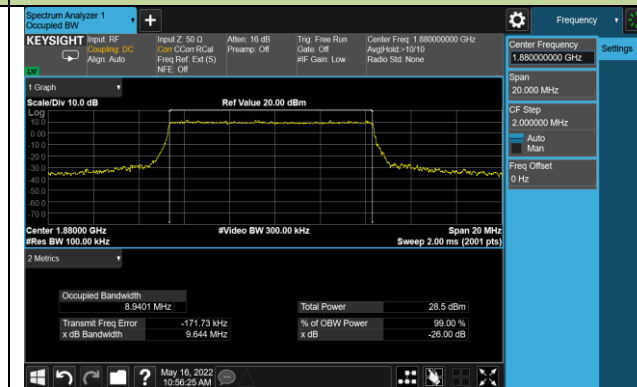 Spectrum Analyzer 1
Occupied BW
+
Frequency
KEYSIGHT
Input: RF
Coupling: DC
Align: Auto
Input Z: 50 Ω
Corr CCorr RCal
Freq Ref: Ext (S)
NFE: Off
Atten: 16 dB
Preamp: Off
Trig: Free Run
Gate: Off
#IF Gain: Low
Center Freq: 1.880000000 GHz
Avg|Hold:>10/10
Radio Std: None
Center Frequency
1.880000000 GHz
Settings
Span
20.000 MHz
CF Step
2.000000 MHz
Auto
Man
Freq Offset
0 Hz
1 Graph
Scale/Div 10.0 dB
Ref Value 20.00 dBm
Log
10.0
0.00
-10.0
-20.0
-30.0
-40.0
-50.0
-60.0
-70.0
Center 1.88000 GHz
#Video BW 300.00 kHz
Span 20 MHz
#Res BW 100.00 kHz
Sweep 2.00 ms (2001 pts)
2 Metrics
Occupied Bandwidth
8.9401 MHz
Total Power
28.5 dBm
Transmit Freq Error
-171.73 kHz
% of OBW Power
99.00 %
x dB Bandwidth
9.644 MHz
x dB
-26.00 dB
?
May 16, 2022
10:56:25 AM